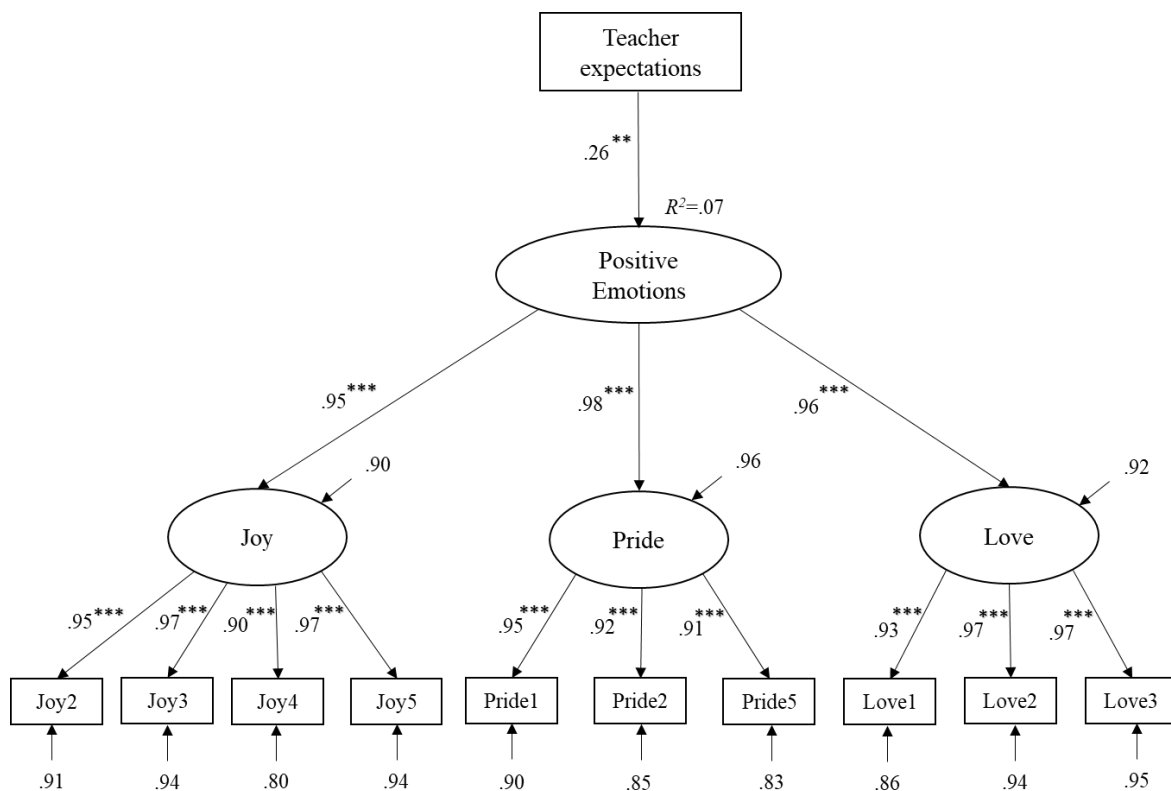 Teacher
expectations
.26**
R²=.07
Positive
Emotions
.95***
.98***
.96***
.90
.96
.92
Joy
Pride
Love
.95***
.97***
.90***
.97***
.95***
.92***
.91***
.93***
.97***
.97***
Joy2
Joy3
Joy4
Joy5
Pride1
Pride2
Pride5
Love1
Love2
Love3
.91
.94
.80
.94
.90
.85
.83
.86
.94
.95